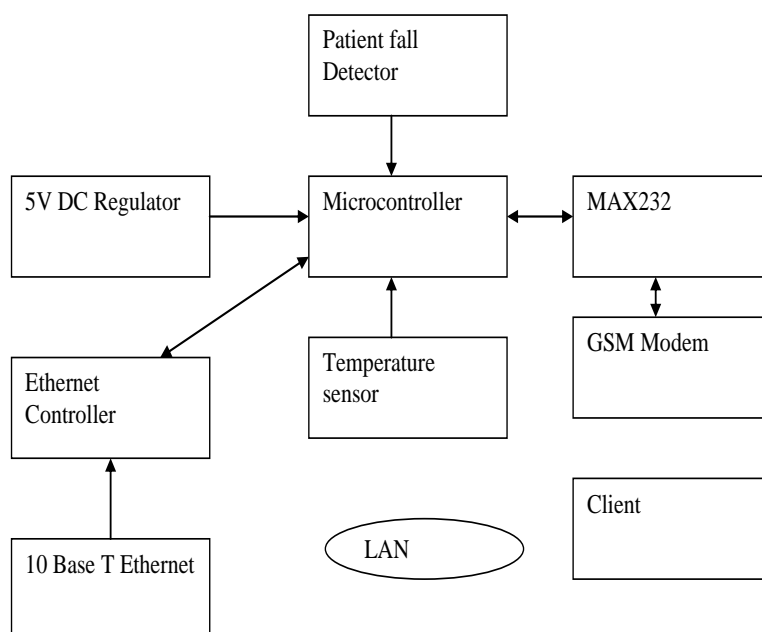 Patient fall
Detector
5V DC Regulator
Microcontroller
MAX232
Ethernet
Controller
Temperature
sensor
GSM Modem
10 Base T Ethernet
LAN
Client